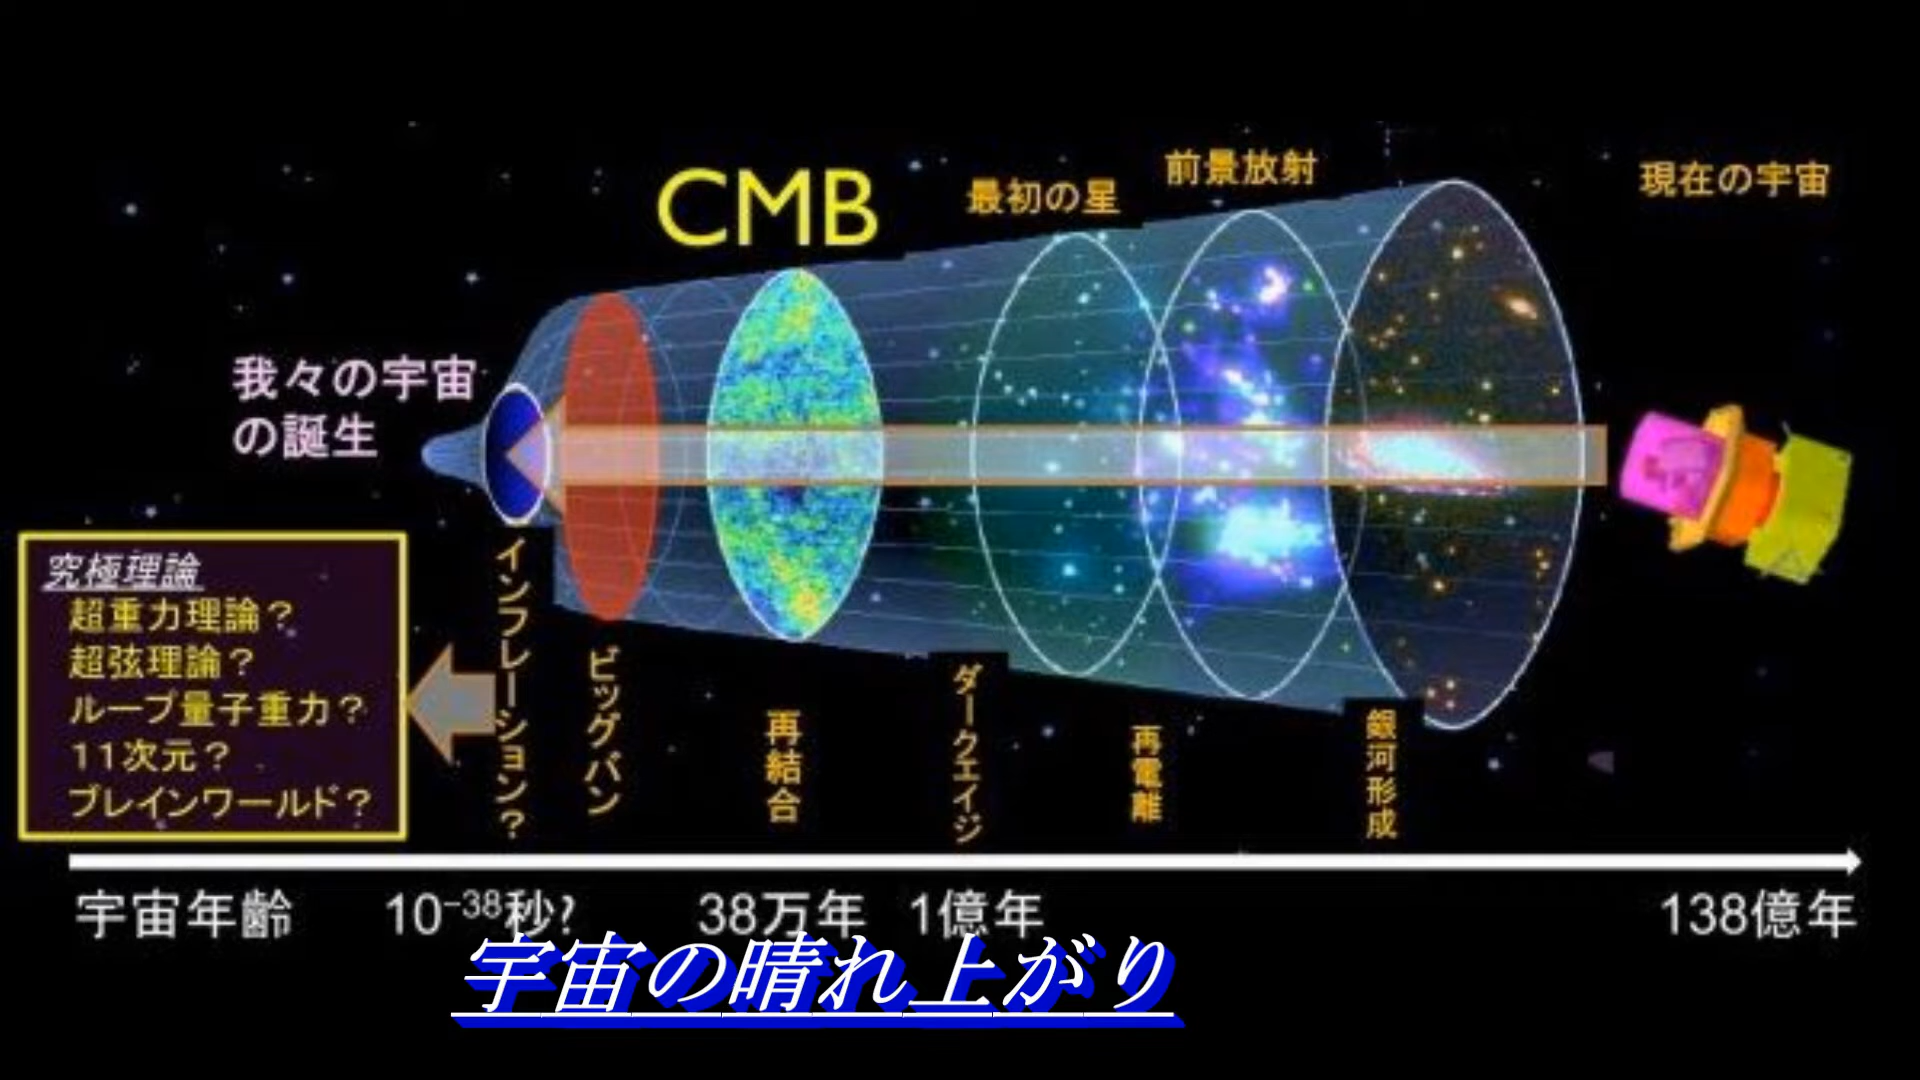 CMB
最初の星
前景放射
現在の宇宙
我々の宇宙
の誕生
究極理論
超重力理論？
超弦理論？
ループ量子重力？
11次元？
ブレインワールド？
インフレーション？
ビッグバン
再結合
ダークエイジ
再電離
銀河形成
宇宙年齢
10⁻³⁸秒?
38万年
1億年
138億年
宇宙の晴れ上がり